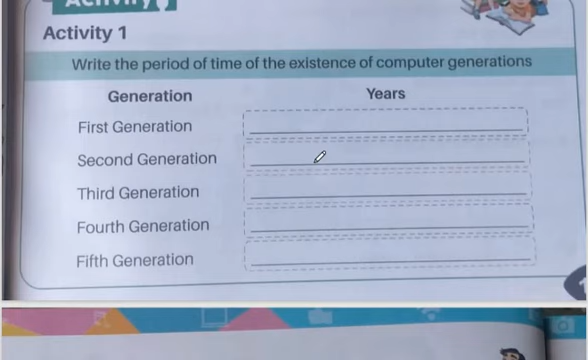 Activity
Activity 1
Write the period of time of the existence of computer generations
Generation Years
First Generation
Second Generation
Third Generation
Fourth Generation
Fifth Generation